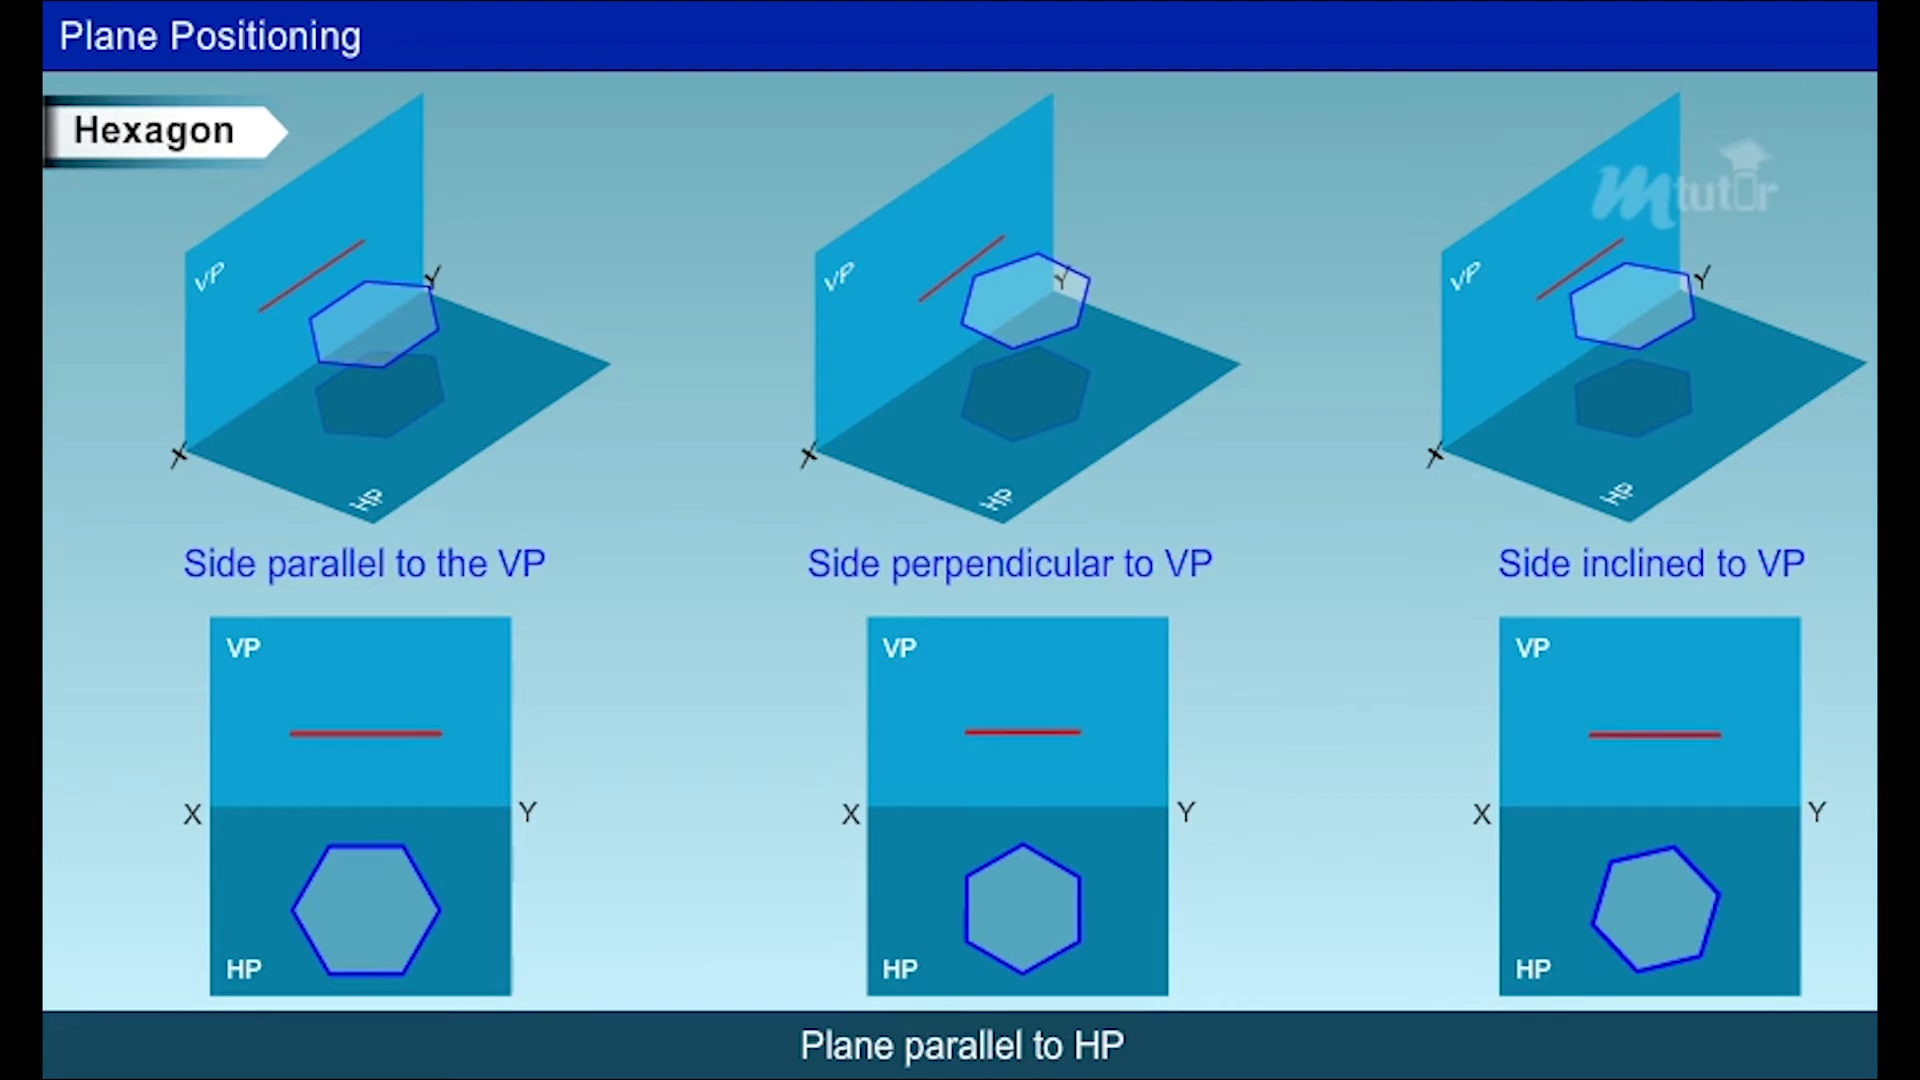 Plane Positioning
Hexagon
Mtutor
VP
Y
X
HP
VP
Y
X
HP
VP
Y
X
HP
Side parallel to the VP
Side perpendicular to VP
Side inclined to VP
VP
X
Y
HP
VP
X
Y
HP
VP
X
Y
HP
Plane parallel to HP